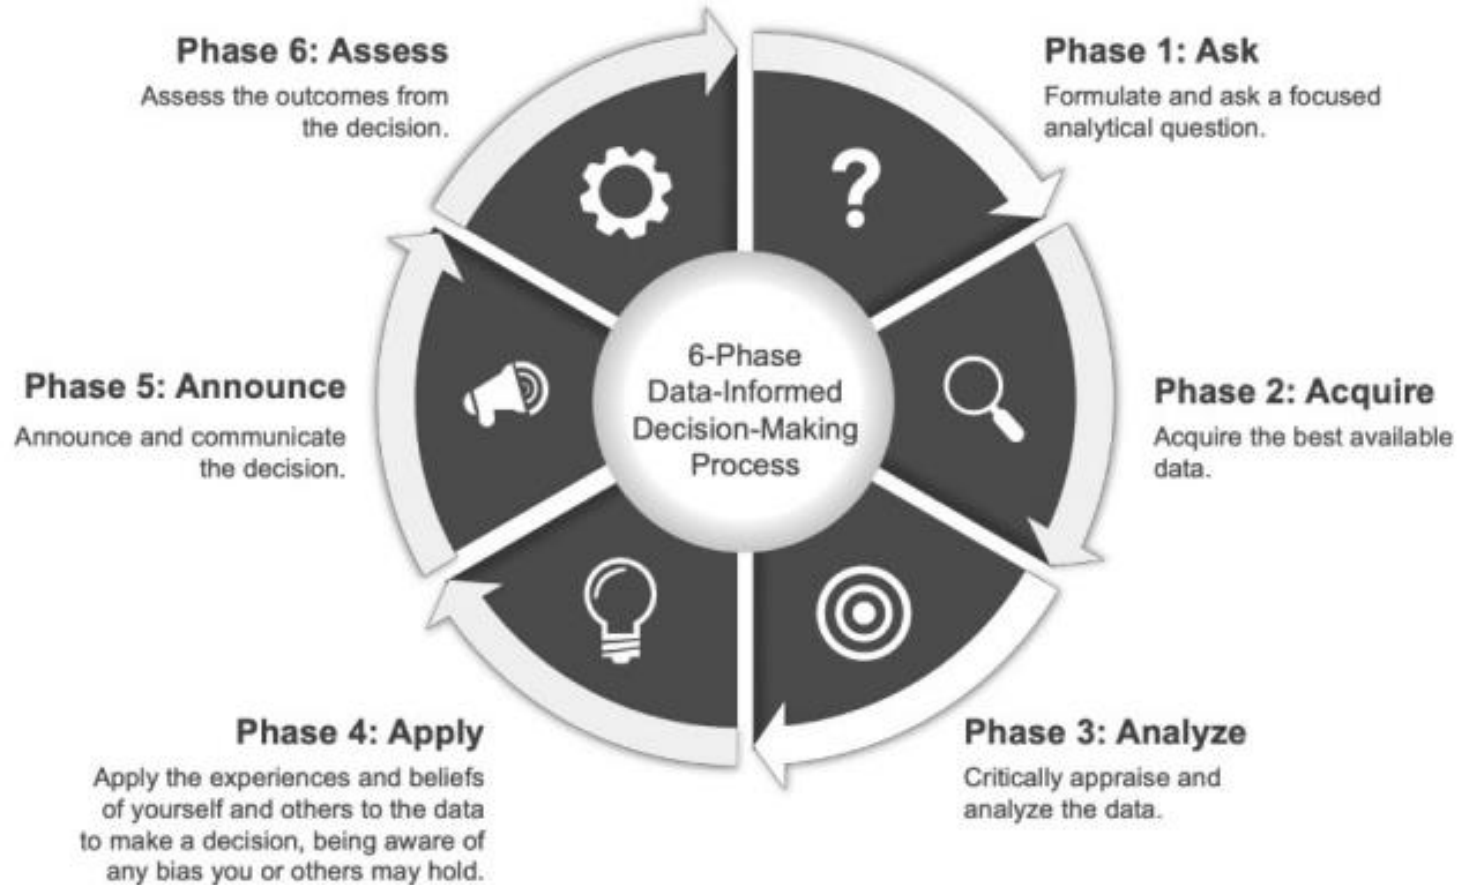 6-Phase
Data-Informed
Decision-Making
Process
Phase 1: Ask
Formulate and ask a focused
analytical question.
Phase 2: Acquire
Acquire the best available
data.
Phase 3: Analyze
Critically appraise and
analyze the data.
Phase 4: Apply
Apply the experiences and beliefs
of yourself and others to the data
to make a decision, being aware of
any bias you or others may hold.
Phase 5: Announce
Announce and communicate
the decision.
Phase 6: Assess
Assess the outcomes from
the decision.